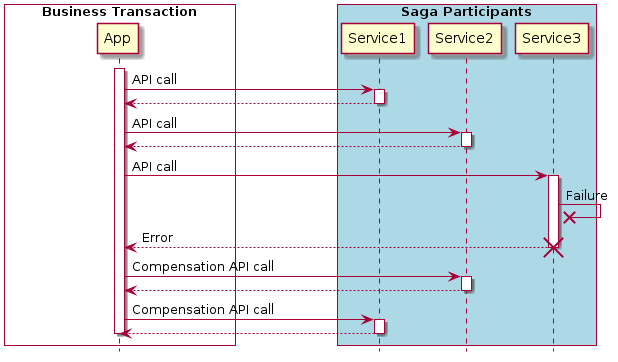 Business Transaction
Saga Participants
App
Service1
Service2
Service3
API call
API call
API call
Failure
Error
Compensation API call
Compensation API call